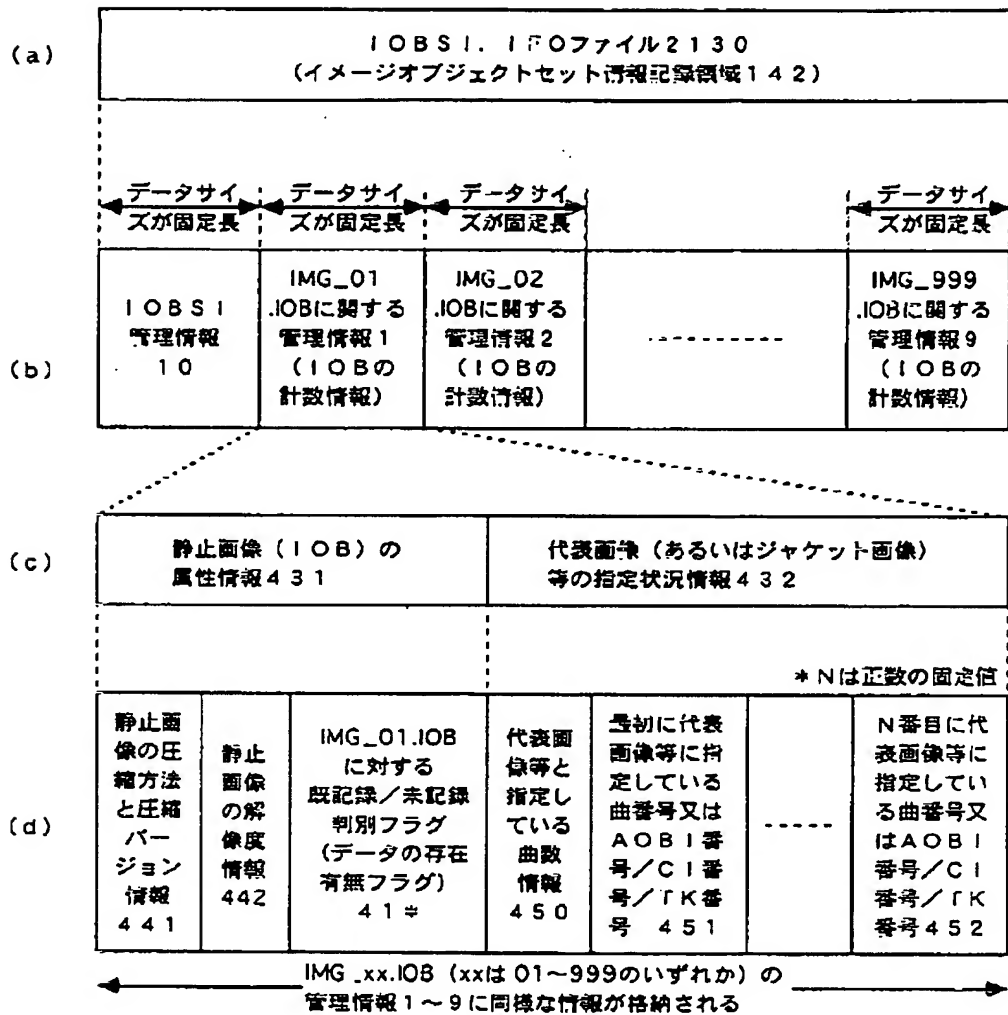 (a)
IOBSI. IFOファイル2130
(イメージオブジェクトセット情報記録領域142)
データサイズが固定長
データサイズが固定長
データサイズが固定長
データサイズが固定長
(b)
IOBSI
管理情報
10
IMG_01
.IOBに関する
管理情報1
(IOBの
計数情報)
IMG_02
.IOBに関する
管理情報2
(IOBの
計数情報)
IMG_999
.IOBに関する
管理情報9
(IOBの
計数情報)
(c)
静止画像(IOB)の
属性情報431
代表画像(あるいはジャケット画像)
等の指定状況情報432
*Nは正数の固定値
(d)
静止画
像の圧
縮方法
と圧縮
バー
ジョン
情報
441
静止
画像
の解
像度
情報
442
IMG_01.IOB
に対する
既記録/未記録
判別フラグ
(データの存在
有無フラグ)
41*
代表画
像等と
指定し
ている
曲数
情報
450
最初に代表
画像等に指
定している
曲番号又は
AOBI番
号/CI番
号/TK番
号 451
N番目に代
表画像等に
指定してい
る曲番号又
はAOBI
番号/CI
番号/TK
番号452
IMG_xx.IOB(xxは01~999のいずれか)の
管理情報1~9に同様な情報が格納される